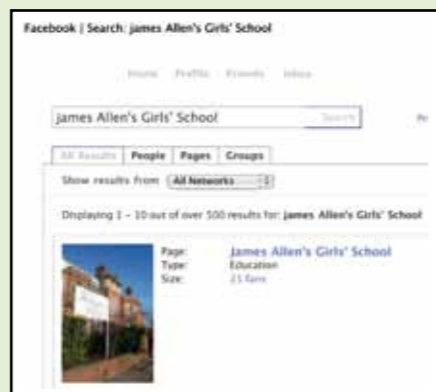 Facebook | Search: james Allen's Girls' School
Home Profile Friends Inbox
james Allen's Girls' School Search
All Results People Pages Groups
Show results from: All Networks
Displaying 1 – 10 out of over 500 results for: james Allen's Girls' School
Page: James Allen's Girls' School
Type: Education
Size: 25 fans